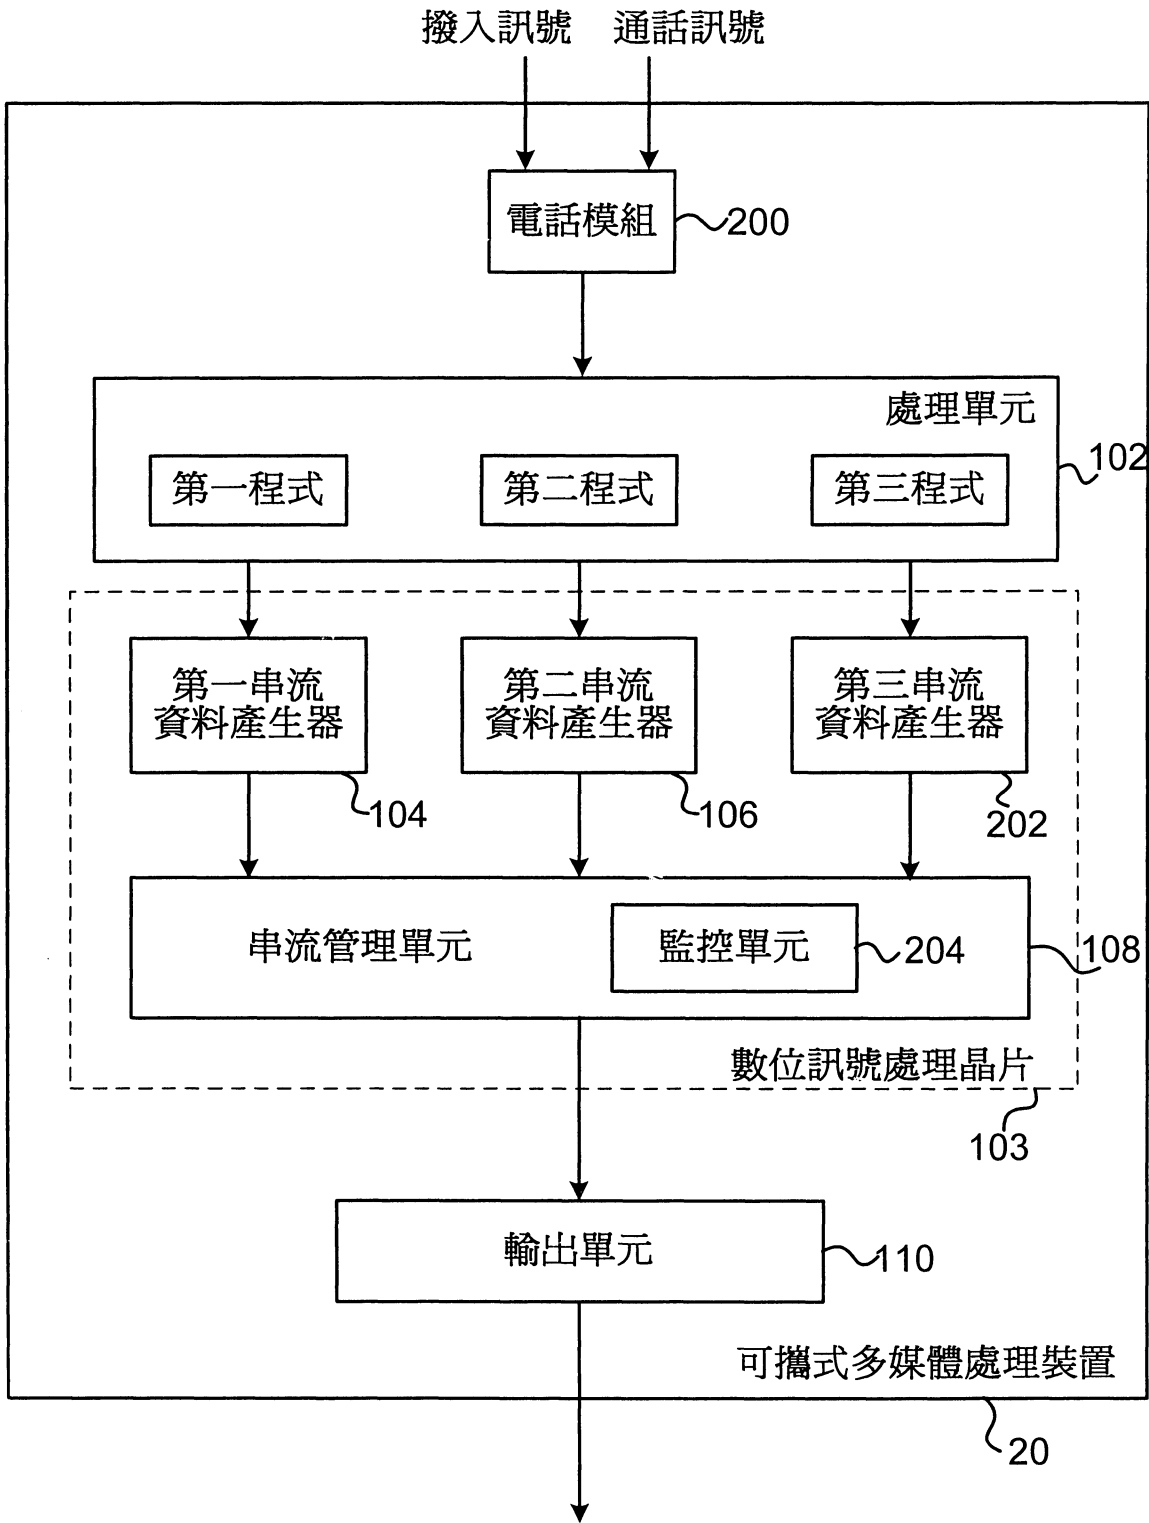 撥入訊號 通話訊號
電話模組
200
處理單元
102
第一程式 第二程式 第三程式
第一串流
資料產生器
第二串流
資料產生器
第三串流
資料產生器
104
106
202
串流管理單元
監控單元
204
108
數位訊號處理晶片
103
輸出單元
110
可攜式多媒體處理裝置
20